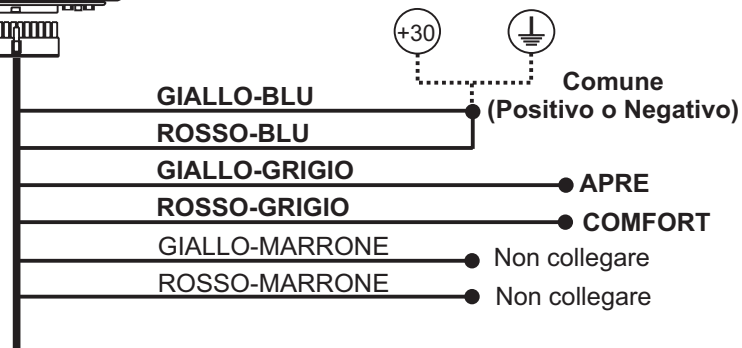 +30
GIALLO-BLU
Comune
(Positivo o Negativo)
ROSSO-BLU
GIALLO-GRIGIO
APRE
ROSSO-GRIGIO
COMFORT
GIALLO-MARRONE
Non collegare
ROSSO-MARRONE
Non collegare